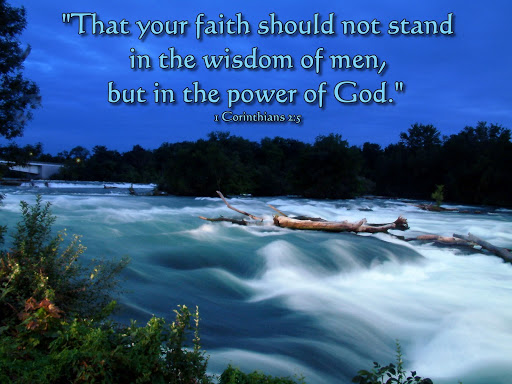 "That your faith should not stand
in the wisdom of men,
but in the power of God."
1 Corinthians 2:5